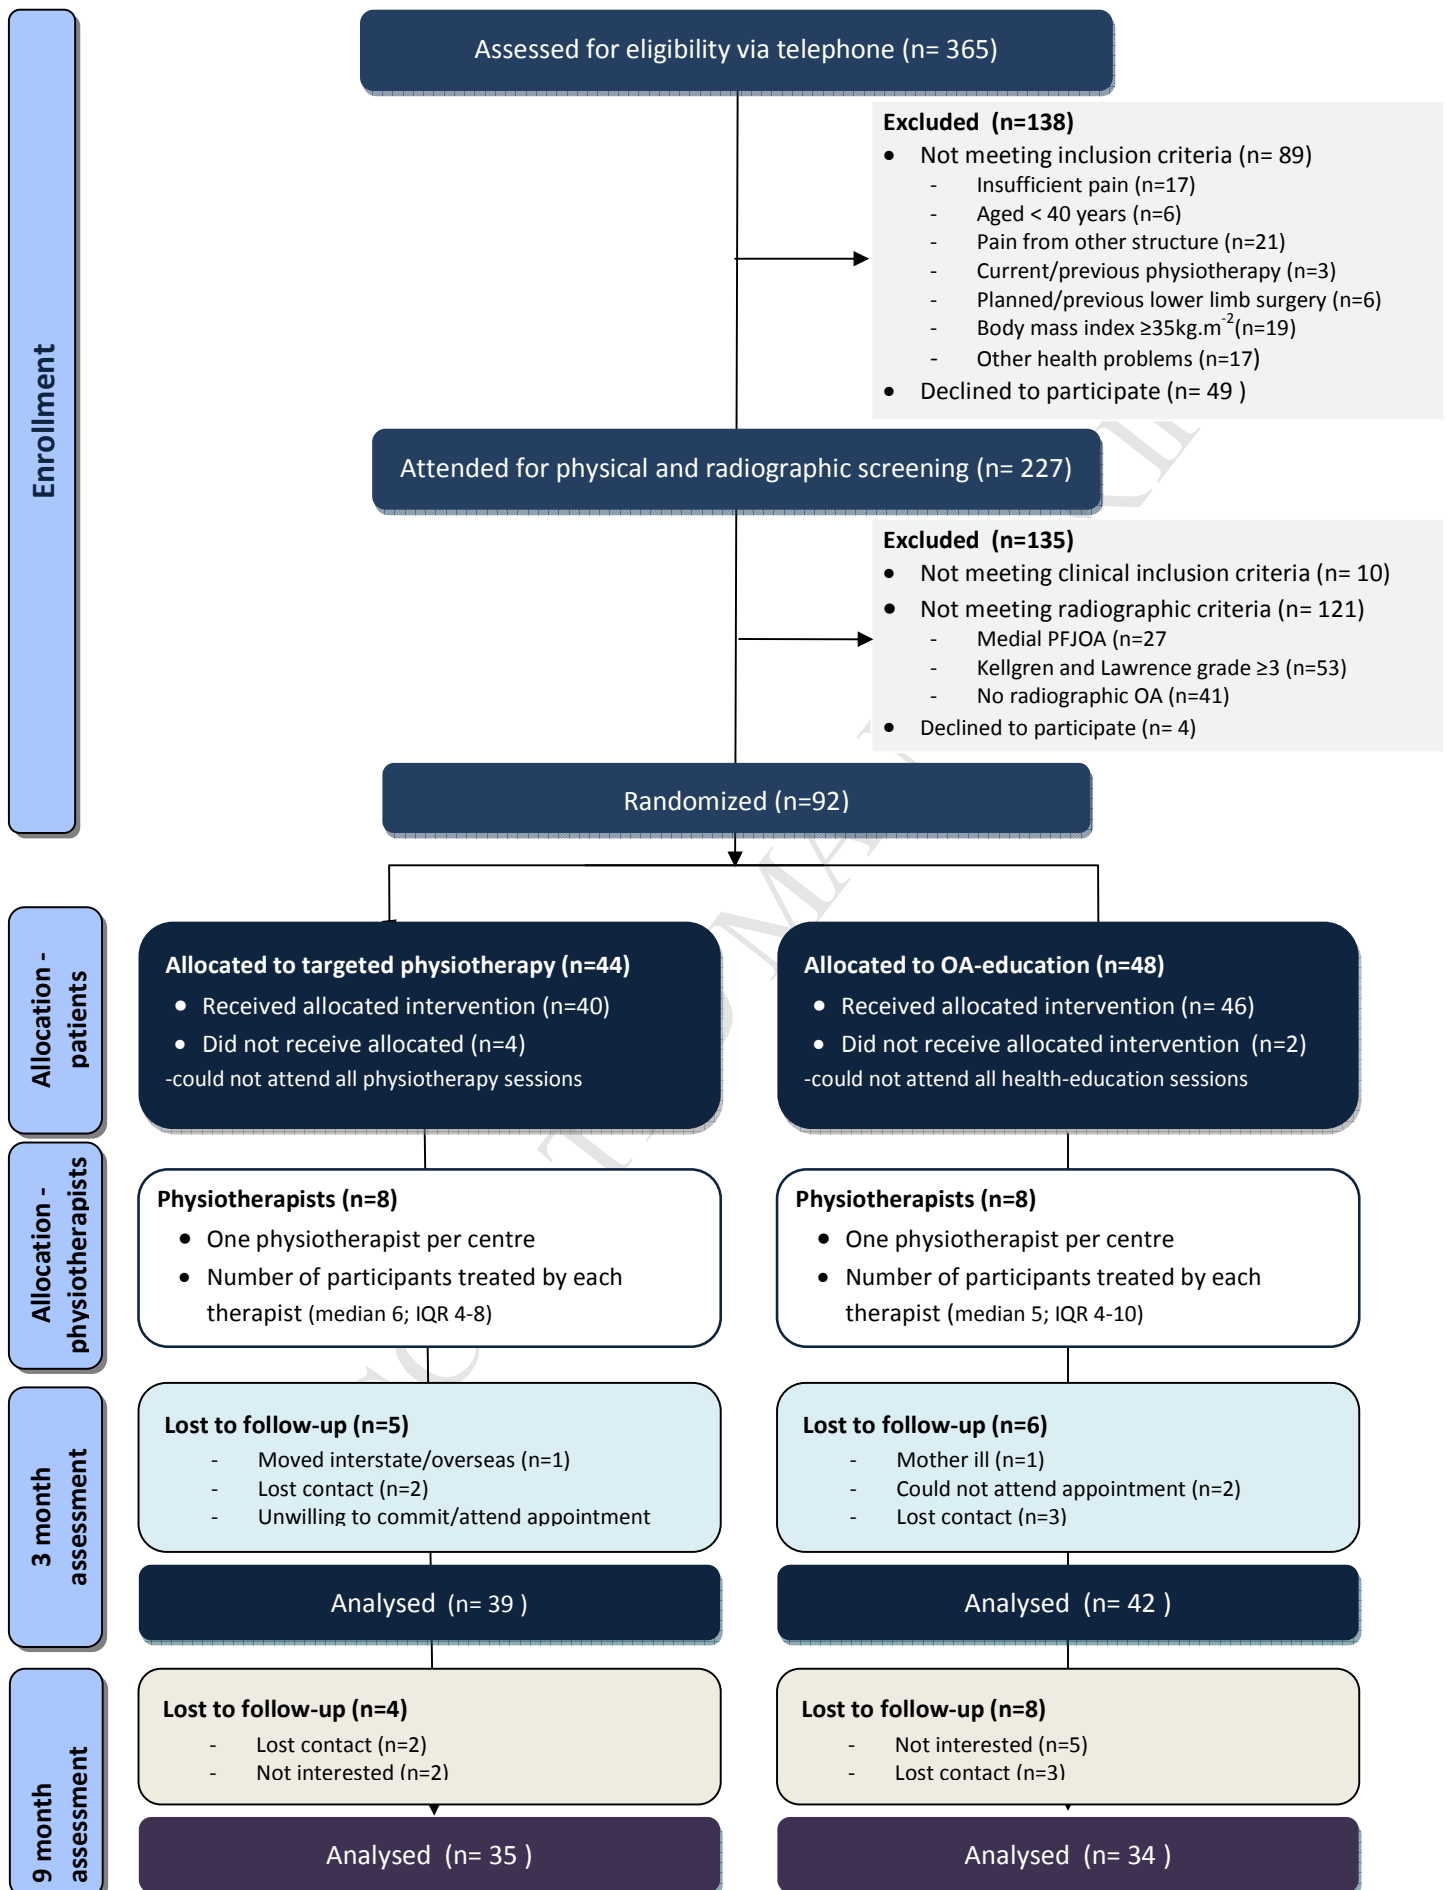 Assessed for eligibility via telephone (n= 365)
Excluded (n=138)
• Not meeting inclusion criteria (n= 89)
- Insufficient pain (n=17)
- Aged < 40 years (n=6)
- Pain from other structure (n=21)
- Current/previous physiotherapy (n=3)
- Planned/previous lower limb surgery (n=6)
- Body mass index ≥35kg.m⁻²(n=19)
- Other health problems (n=17)
• Declined to participate (n= 49 )
Enrollment
Attended for physical and radiographic screening (n= 227)
Excluded (n=135)
• Not meeting clinical inclusion criteria (n= 10)
• Not meeting radiographic criteria (n= 121)
- Medial PFJOA (n=27
- Kellgren and Lawrence grade ≥3 (n=53)
- No radiographic OA (n=41)
• Declined to participate (n= 4)
Randomized (n=92)
Allocation -
patients
Allocated to targeted physiotherapy (n=44)
• Received allocated intervention (n=40)
• Did not receive allocated (n=4)
-could not attend all physiotherapy sessions
Allocated to OA-education (n=48)
• Received allocated intervention (n= 46)
• Did not receive allocated intervention (n=2)
-could not attend all health-education sessions
Allocation -
physiotherapists
Physiotherapists (n=8)
• One physiotherapist per centre
• Number of participants treated by each
therapist (median 6; IQR 4-8)
Physiotherapists (n=8)
• One physiotherapist per centre
• Number of participants treated by each
therapist (median 5; IQR 4-10)
3 month
assessment
Lost to follow-up (n=5)
- Moved interstate/overseas (n=1)
- Lost contact (n=2)
- Unwilling to commit/attend appointment
Lost to follow-up (n=6)
- Mother ill (n=1)
- Could not attend appointment (n=2)
- Lost contact (n=3)
Analysed (n= 39 )
Analysed (n= 42 )
9 month
assessment
Lost to follow-up (n=4)
- Lost contact (n=2)
- Not interested (n=2)
Lost to follow-up (n=8)
- Not interested (n=5)
- Lost contact (n=3)
Analysed (n= 35 )
Analysed (n= 34 )